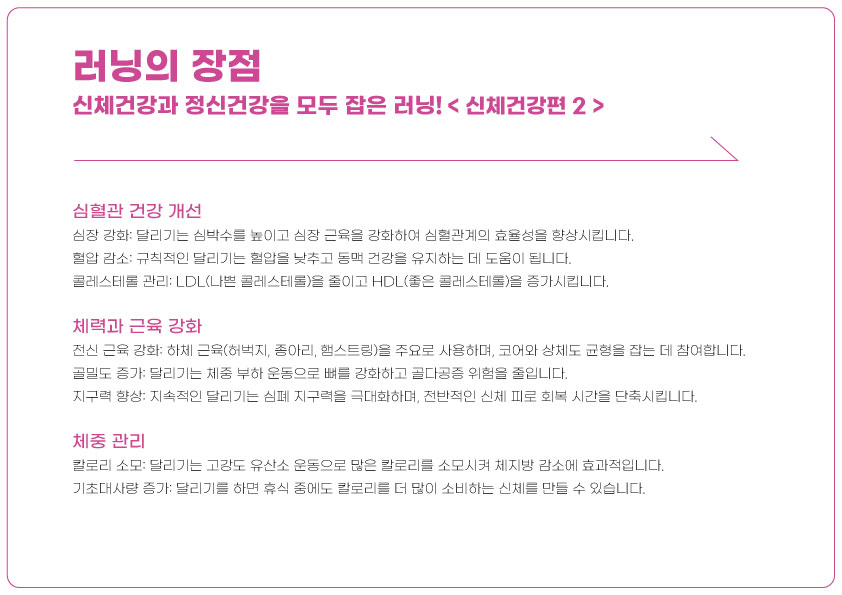 러닝의 장점
신체건강과 정신건강을 모두 잡은 러닝! < 신체건강편 2 >
심혈관 건강 개선
심장 강화: 달리기는 심박수를 높이고 심장 근육을 강화하여 심혈관계의 효율성을 향상시킵니다.
혈압 감소: 규칙적인 달리기는 혈압을 낮추고 동맥 건강을 유지하는 데 도움이 됩니다.
콜레스테롤 관리: LDL(나쁜 콜레스테롤)을 줄이고 HDL(좋은 콜레스테롤)을 증가시킵니다.
체력과 근육 강화
전신 근육 강화: 하체 근육(허벅지, 종아리, 햄스트링)을 주요로 사용하며, 코어와 상체도 균형을 잡는 데 참여합니다.
골밀도 증가: 달리기는 체중 부하 운동으로 뼈를 강화하고 골다공증 위험을 줄입니다.
지구력 향상: 지속적인 달리기는 심폐 지구력을 극대화하며, 전반적인 신체 피로 회복 시간을 단축시킵니다.
체중 관리
칼로리 소모: 달리기는 고강도 유산소 운동으로 많은 칼로리를 소모시켜 체지방 감소에 효과적입니다.
기초대사량 증가: 달리기를 하면 휴식 중에도 칼로리를 더 많이 소비하는 신체를 만들 수 있습니다.